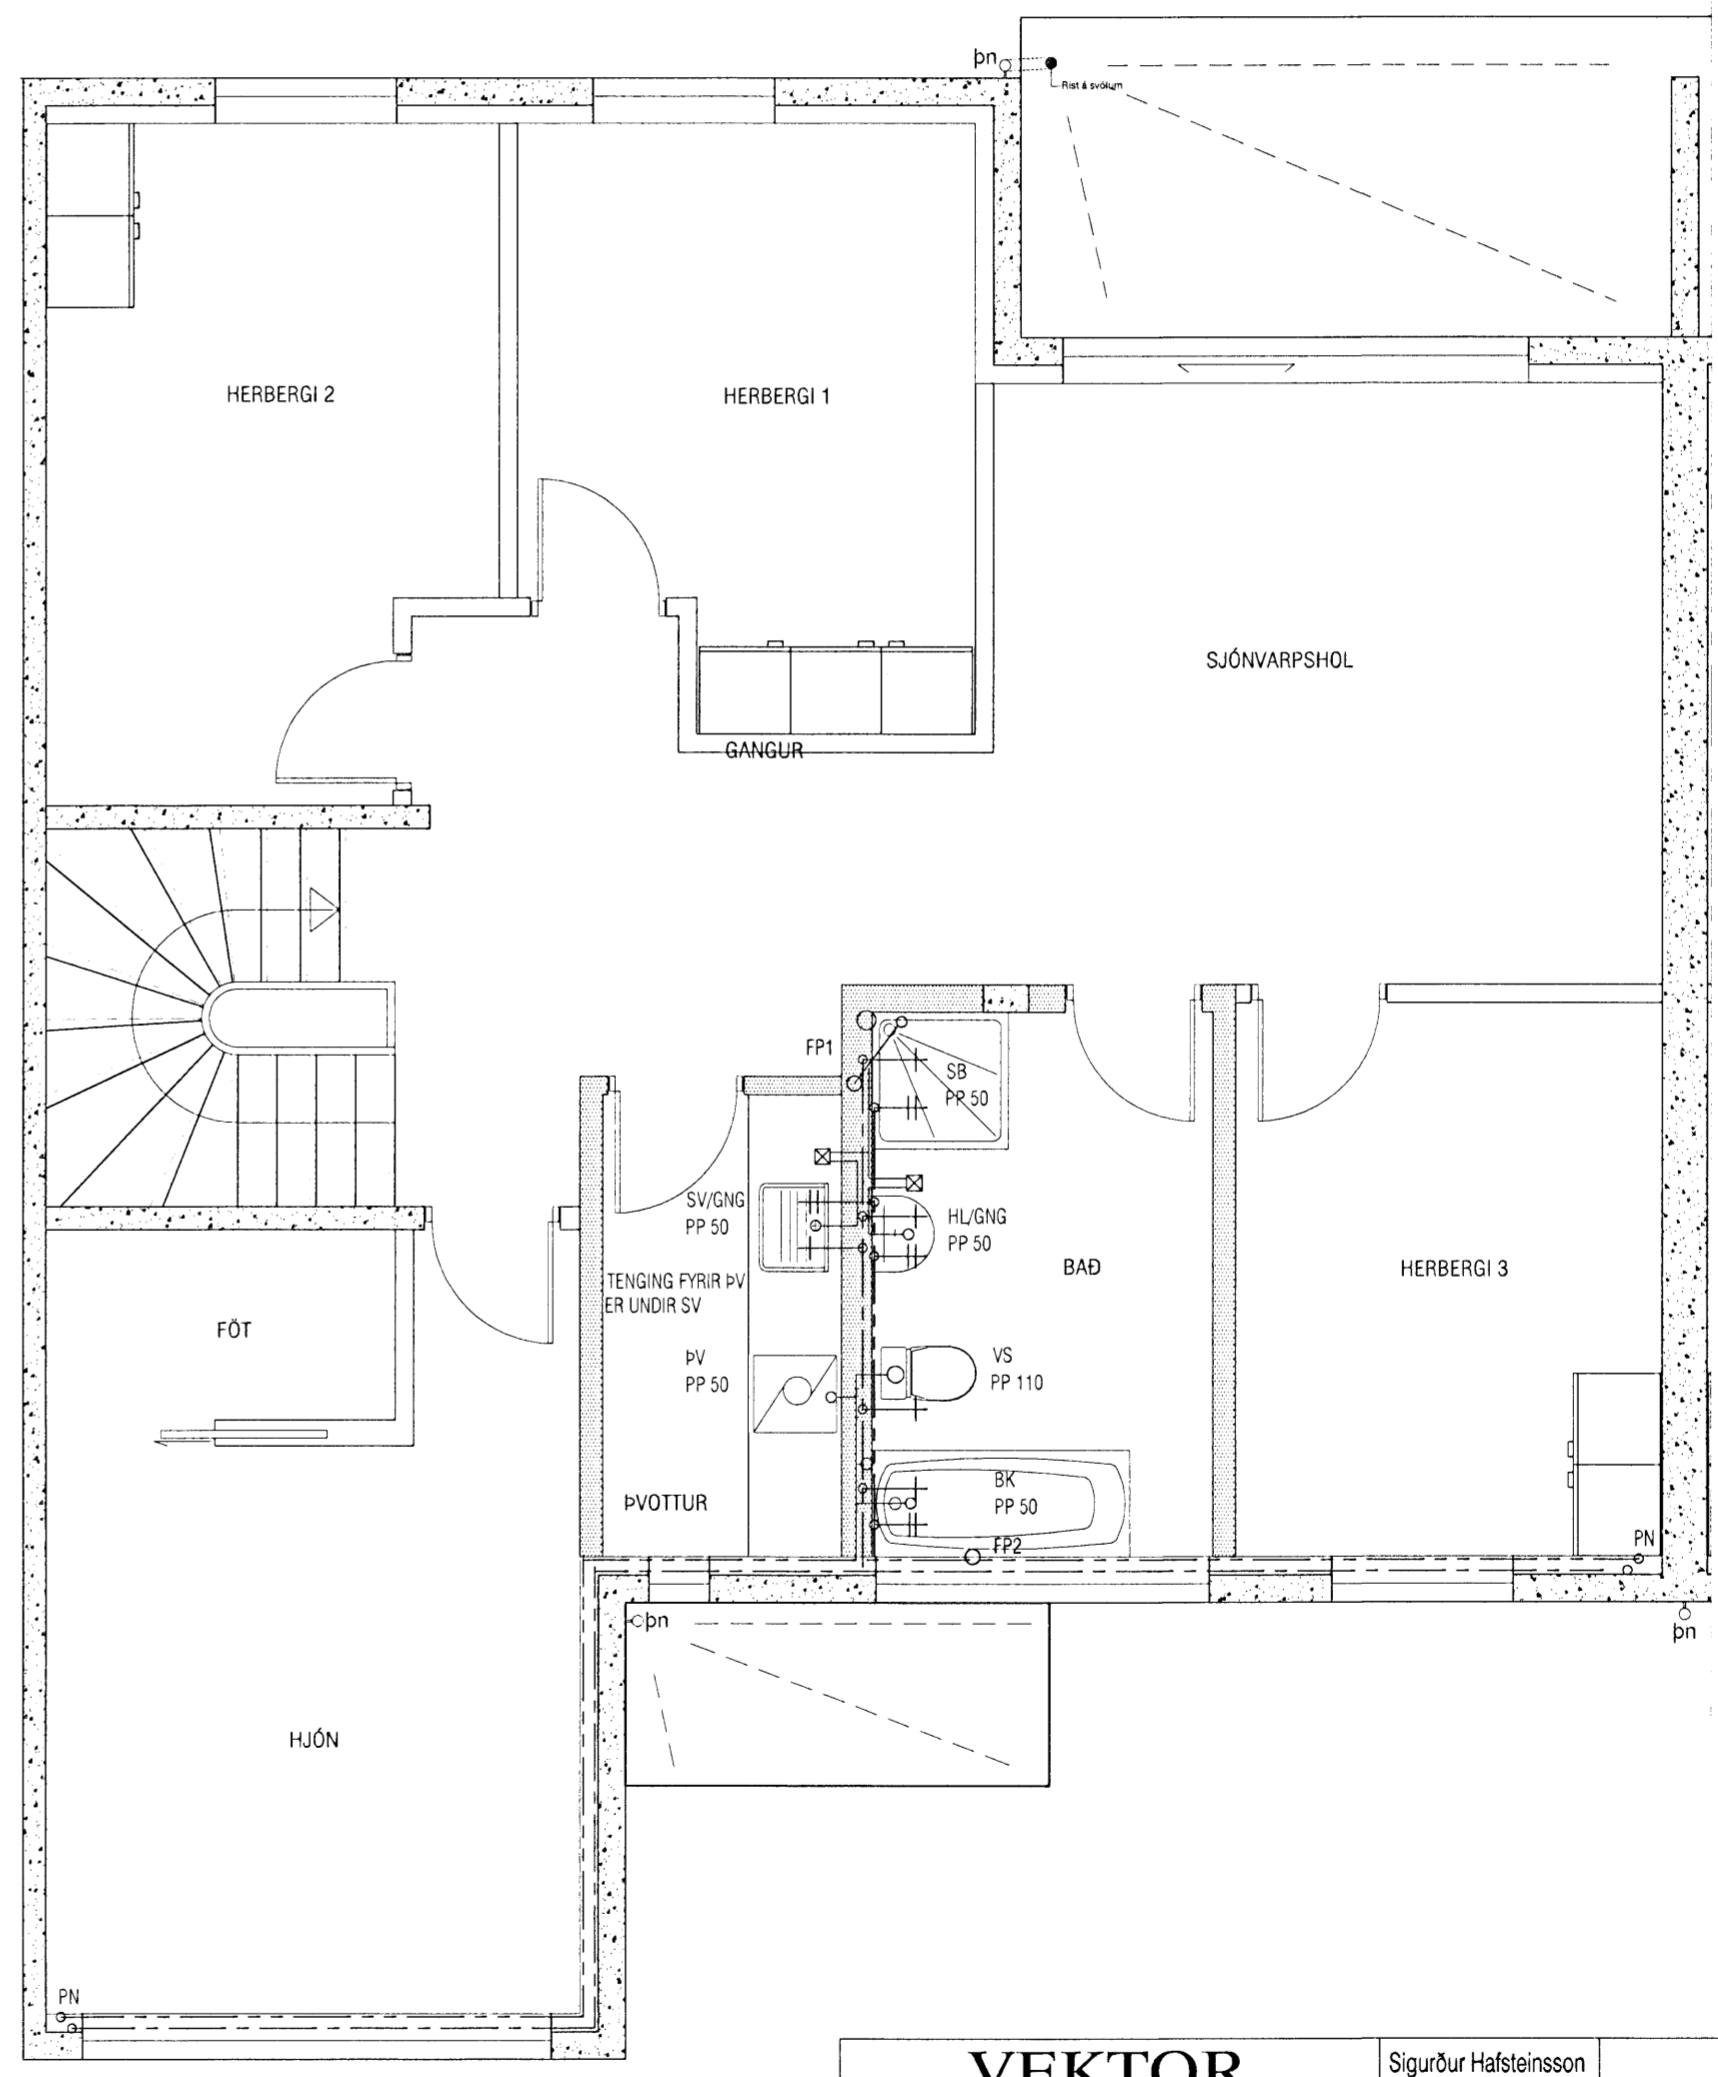 þn
Rist á svölum
HERBERGI 2
HERBERGI 1
SJÓNVARPSHOL
GANGUR
FP1
SB
PP 50
SV/GNG
PP 50
HL/GNG
PP 50
BAÐ
HERBERGI 3
TENGING FYRIR ÞV
ER UNDIR SV
FÖT
ÞV
PP 50
VS
PP 110
BK
PP 50
ÞVOTTUR
FP2
PN
þn
þn
HJÓN
PN
VEKTOR
Sigurður Hafsteinsson